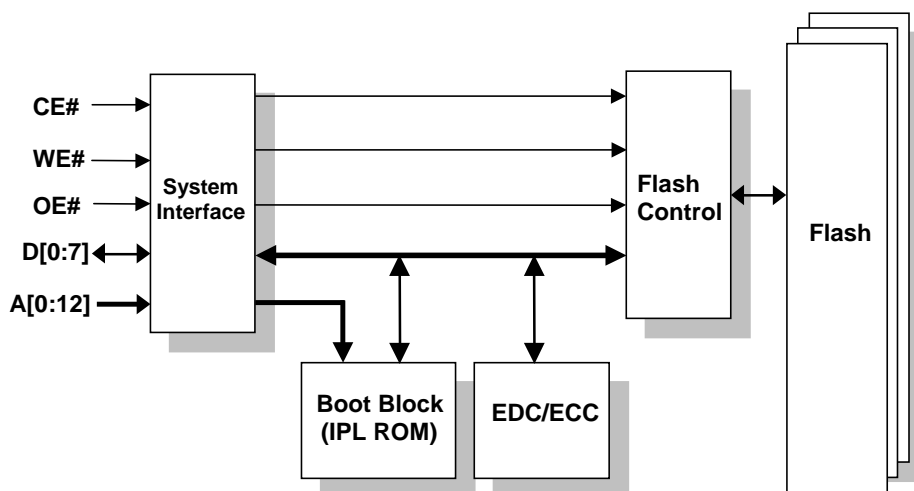 CE#
WE#
OE#
D[0:7]
A[0:12]
System
Interface
Flash
Control
Flash
Boot Block
(IPL ROM)
EDC/ECC